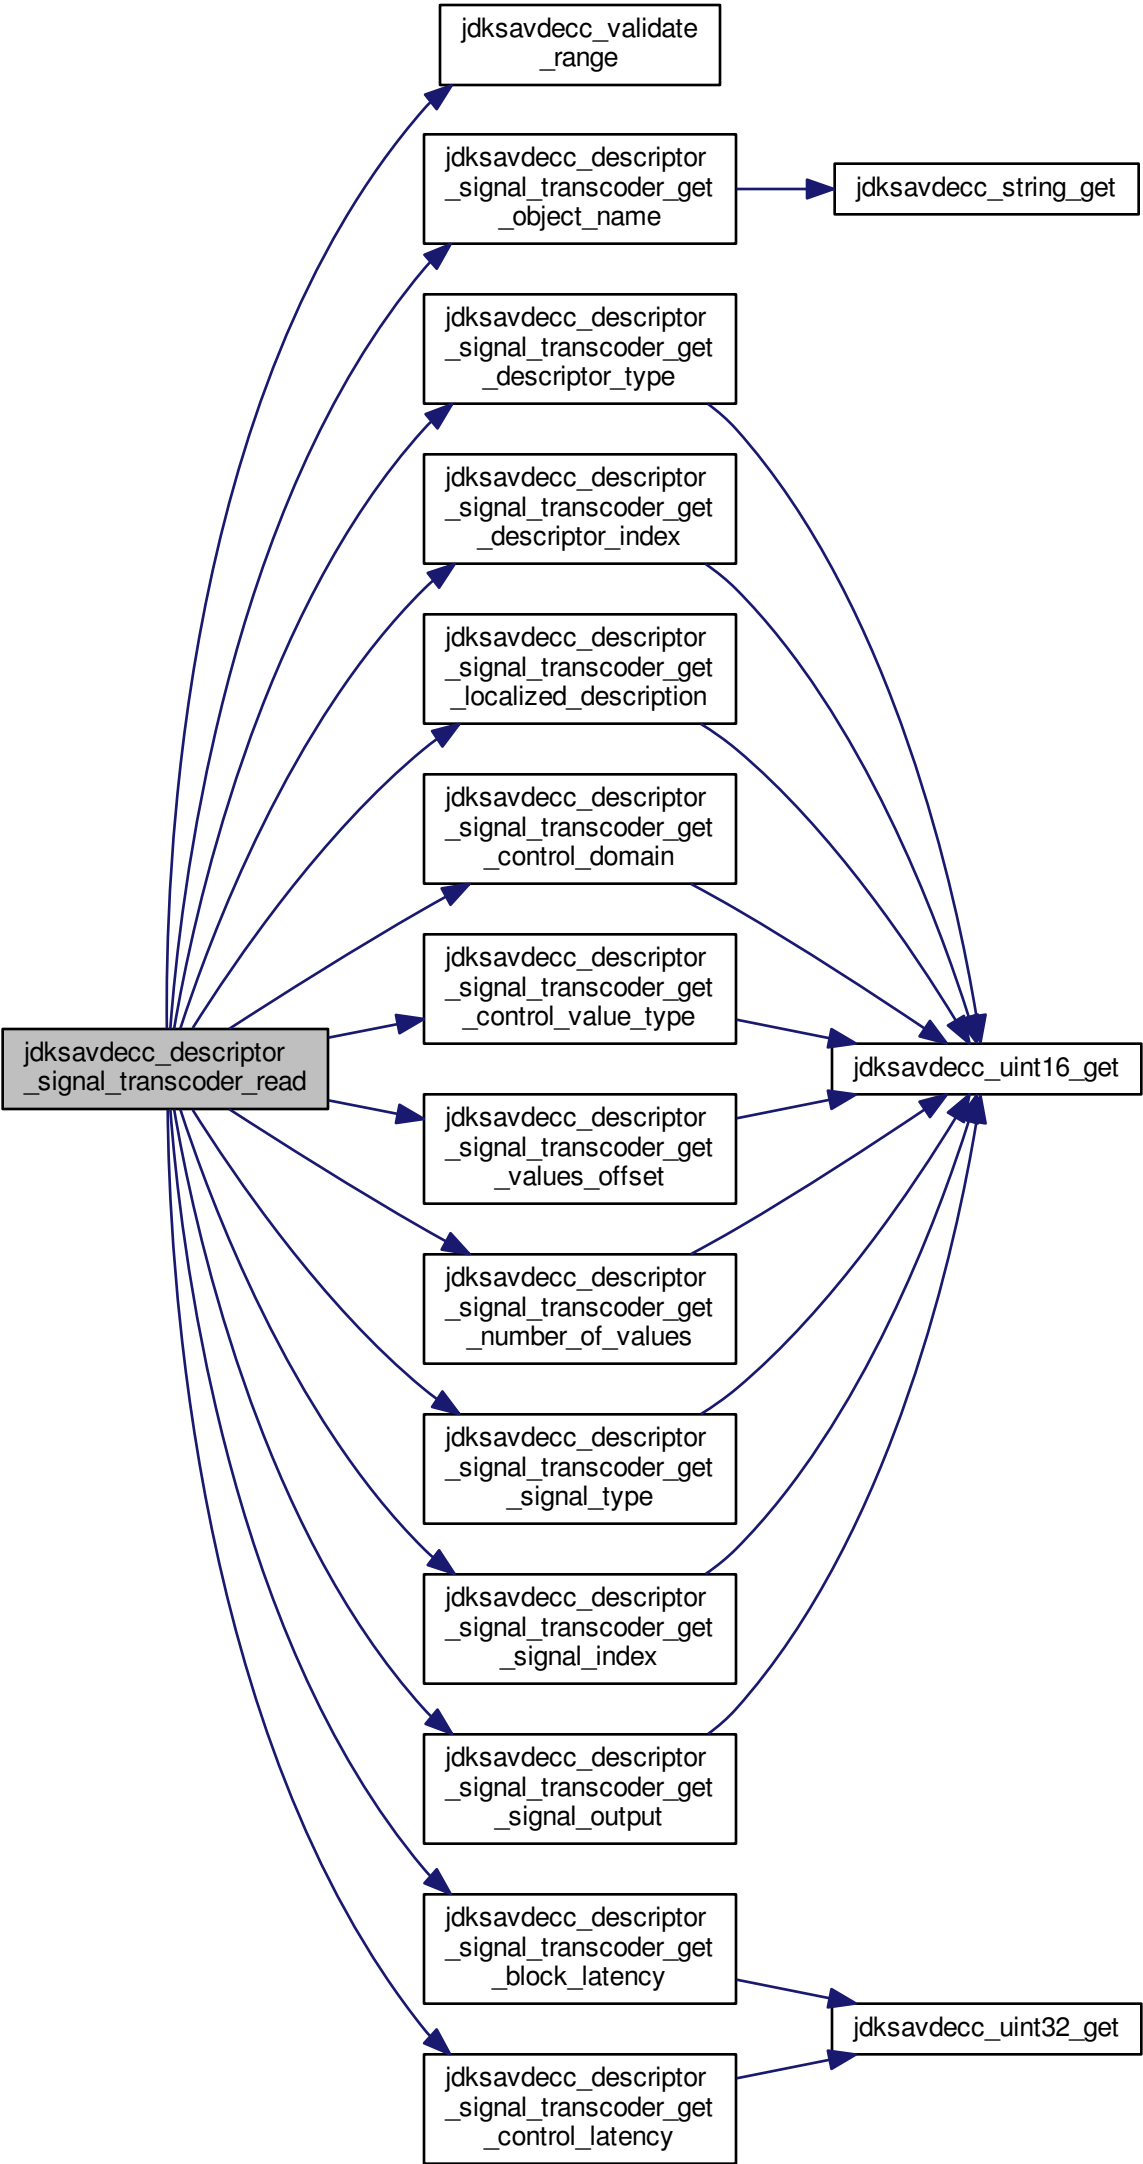 jdksavdecc_validate
_range
jdksavdecc_descriptor
_signal_transcoder_get
_object_name
jdksavdecc_string_get
jdksavdecc_descriptor
_signal_transcoder_get
_descriptor_type
jdksavdecc_descriptor
_signal_transcoder_get
_descriptor_index
jdksavdecc_descriptor
_signal_transcoder_get
_localized_description
jdksavdecc_descriptor
_signal_transcoder_get
_control_domain
jdksavdecc_descriptor
_signal_transcoder_get
_control_value_type
jdksavdecc_descriptor
_signal_transcoder_read
jdksavdecc_uint16_get
jdksavdecc_descriptor
_signal_transcoder_get
_values_offset
jdksavdecc_descriptor
_signal_transcoder_get
_number_of_values
jdksavdecc_descriptor
_signal_transcoder_get
_signal_type
jdksavdecc_descriptor
_signal_transcoder_get
_signal_index
jdksavdecc_descriptor
_signal_transcoder_get
_signal_output
jdksavdecc_descriptor
_signal_transcoder_get
_block_latency
jdksavdecc_uint32_get
jdksavdecc_descriptor
_signal_transcoder_get
_control_latency